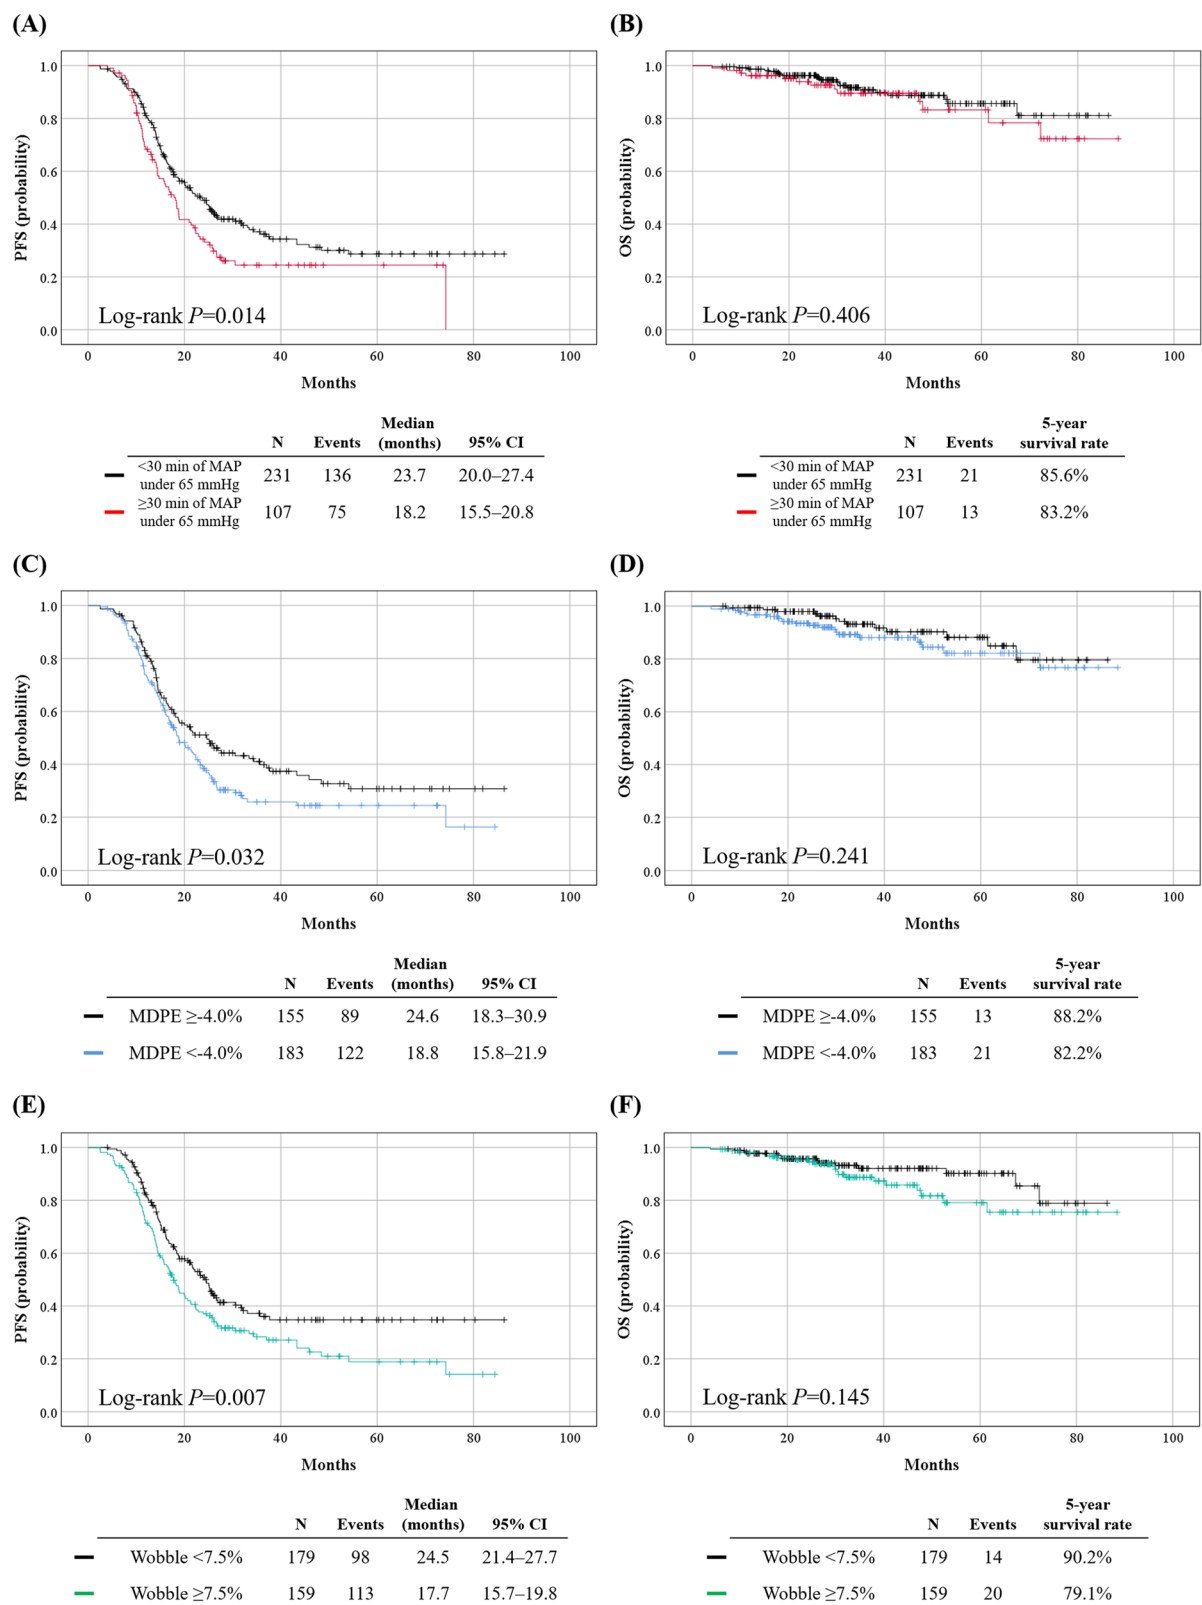 (A)
PFS (probability)
1.0
0.8
0.6
0.4
0.2
0.0
Log-rank P=0.014
0 20 40 60 80 100
Months
Median
N Events (months) 95% CI
<30 min of MAP
under 65 mmHg 231 136 23.7 20.0–27.4
≥30 min of MAP
under 65 mmHg 107 75 18.2 15.5–20.8
(B)
OS (probability)
1.0
0.8
0.6
0.4
0.2
0.0
Log-rank P=0.406
0 20 40 60 80 100
Months
5-year
N Events survival rate
<30 min of MAP
under 65 mmHg 231 21 85.6%
≥30 min of MAP
under 65 mmHg 107 13 83.2%
(C)
PFS (probability)
1.0
0.8
0.6
0.4
0.2
0.0
Log-rank P=0.032
0 20 40 60 80 100
Months
Median
N Events (months) 95% CI
MDPE ≥-4.0% 155 89 24.6 18.3–30.9
MDPE <-4.0% 183 122 18.8 15.8–21.9
(D)
OS (probability)
1.0
0.8
0.6
0.4
0.2
0.0
Log-rank P=0.241
0 20 40 60 80 100
Months
5-year
N Events survival rate
MDPE ≥-4.0% 155 13 88.2%
MDPE <-4.0% 183 21 82.2%
(E)
PFS (probability)
1.0
0.8
0.6
0.4
0.2
0.0
Log-rank P=0.007
0 20 40 60 80 100
Months
Median
N Events (months) 95% CI
Wobble <7.5% 179 98 24.5 21.4–27.7
Wobble ≥7.5% 159 113 17.7 15.7–19.8
(F)
OS (probability)
1.0
0.8
0.6
0.4
0.2
0.0
Log-rank P=0.145
0 20 40 60 80 100
Months
5-year
N Events survival rate
Wobble <7.5% 179 14 90.2%
Wobble ≥7.5% 159 20 79.1%